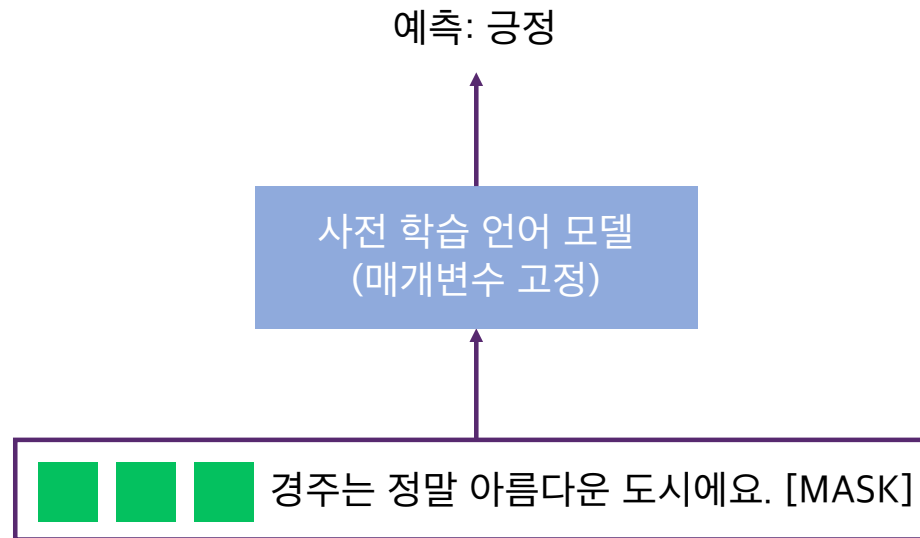 예측: 긍정
사전 학습 언어 모델
(매개변수 고정)
경주는 정말 아름다운 도시에요. [MASK]